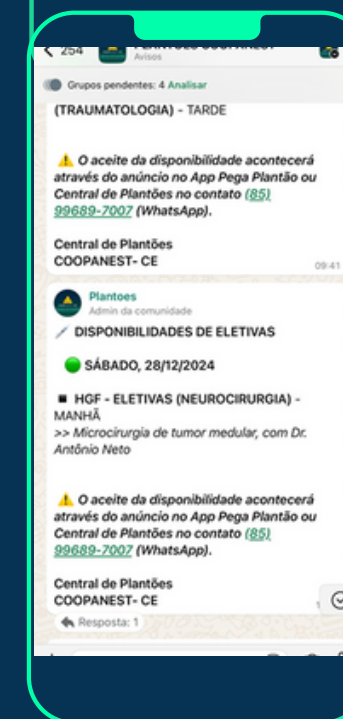 254
Avisos
Grupos pendentes: 4 Analisar
(TRAUMATOLOGIA) - TARDE
⚠️ O aceite da disponibilidade acontecerá
através do anúncio no App Pega Plantão ou
Central de Plantões no contato (85)
99689-7007 (WhatsApp).
Central de Plantões
COOPANEST- CE
09:41
Plantoes
Admin da comunidade
DISPONIBILIDADES DE ELETIVAS
🟢 SÁBADO, 28/12/2024
▪️ HGF - ELETIVAS (NEUROCIRURGIA) -
MANHÃ
>> Microcirurgia de tumor medular, com Dr.
Antônio Neto
⚠️ O aceite da disponibilidade acontecerá
através do anúncio no App Pega Plantão ou
Central de Plantões no contato (85)
99689-7007 (WhatsApp).
Central de Plantões
COOPANEST- CE
Resposta: 1